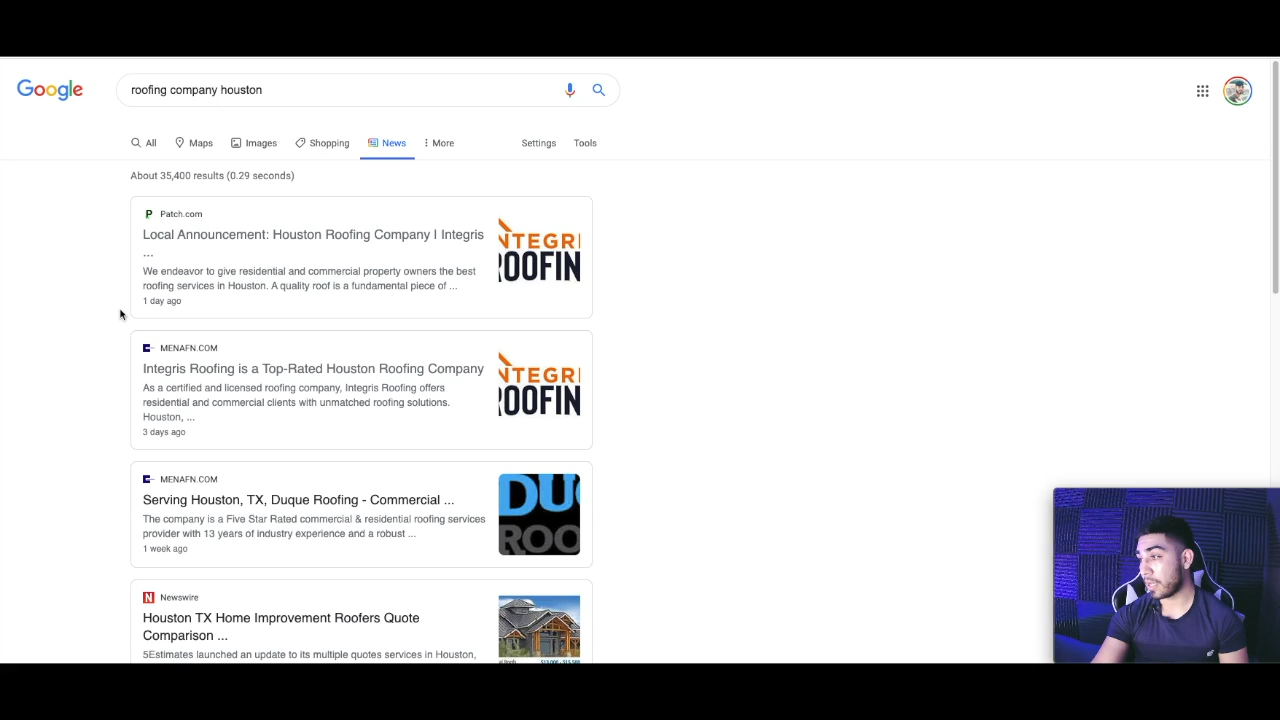 Google
roofing company houston
All Maps Images Shopping News More Settings Tools
About 35,400 results (0.29 seconds)
Patch.com
Local Announcement: Houston Roofing Company I Integris
...
We endeavor to give residential and commercial property owners the best
roofing services in Houston. A quality roof is a fundamental piece of ...
1 day ago
NTEGRI
ROOFIN
MENAFN.COM
Integris Roofing is a Top-Rated Houston Roofing Company
As a certified and licensed roofing company, Integris Roofing offers
residential and commercial clients with unmatched roofing solutions.
Houston, ...
3 days ago
NTEGRI
ROOFIN
MENAFN.COM
Serving Houston, TX, Duque Roofing - Commercial ...
The company is a Five Star Rated commercial & residential roofing services
provider with 13 years of industry experience and a robust ...
1 week ago
DU
ROO
Newswire
Houston TX Home Improvement Roofers Quote
Comparison ...
5Estimates launched an update to its multiple quotes services in Houston,